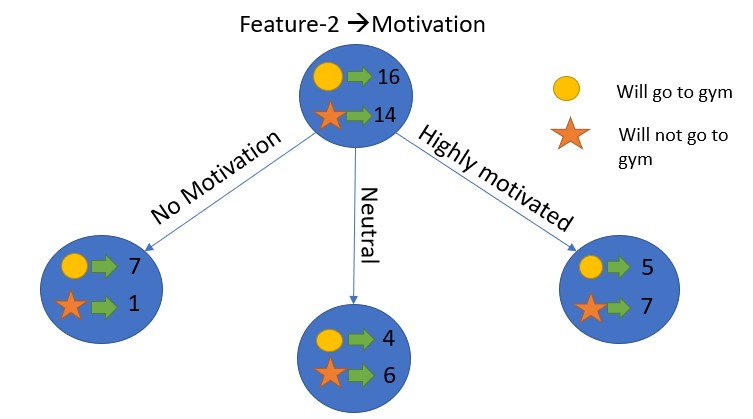 Feature-2 →Motivation
16
14
Will go to gym
Will not go to
gym
No Motivation
Neutral
Highly motivated
7
1
4
6
5
7